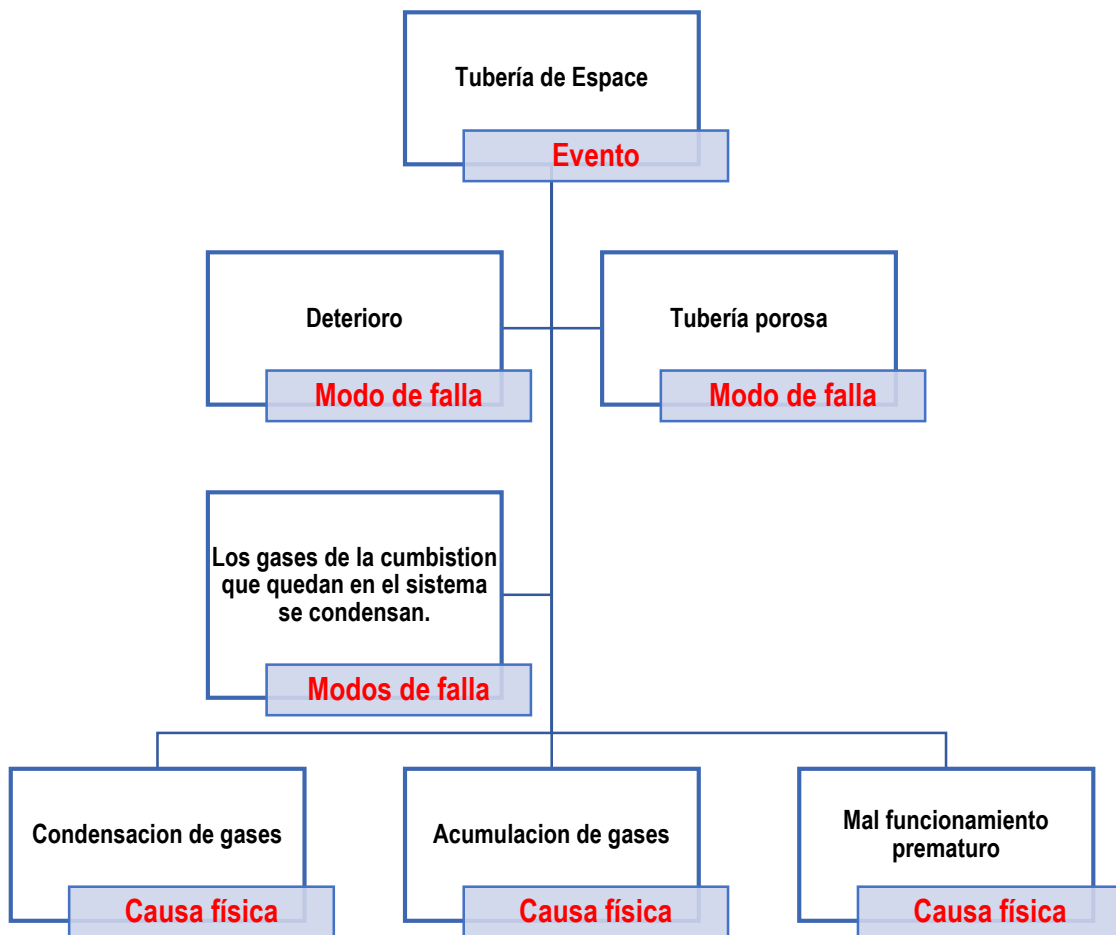 Tubería de Espace
Evento
Deterioro
Modo de falla
Tubería porosa
Modo de falla
Los gases de la cumbistion
que quedan en el sistema
se condensan.
Modos de falla
Condensacion de gases
Causa física
Acumulacion de gases
Causa física
Mal funcionamiento
prematuro
Causa física